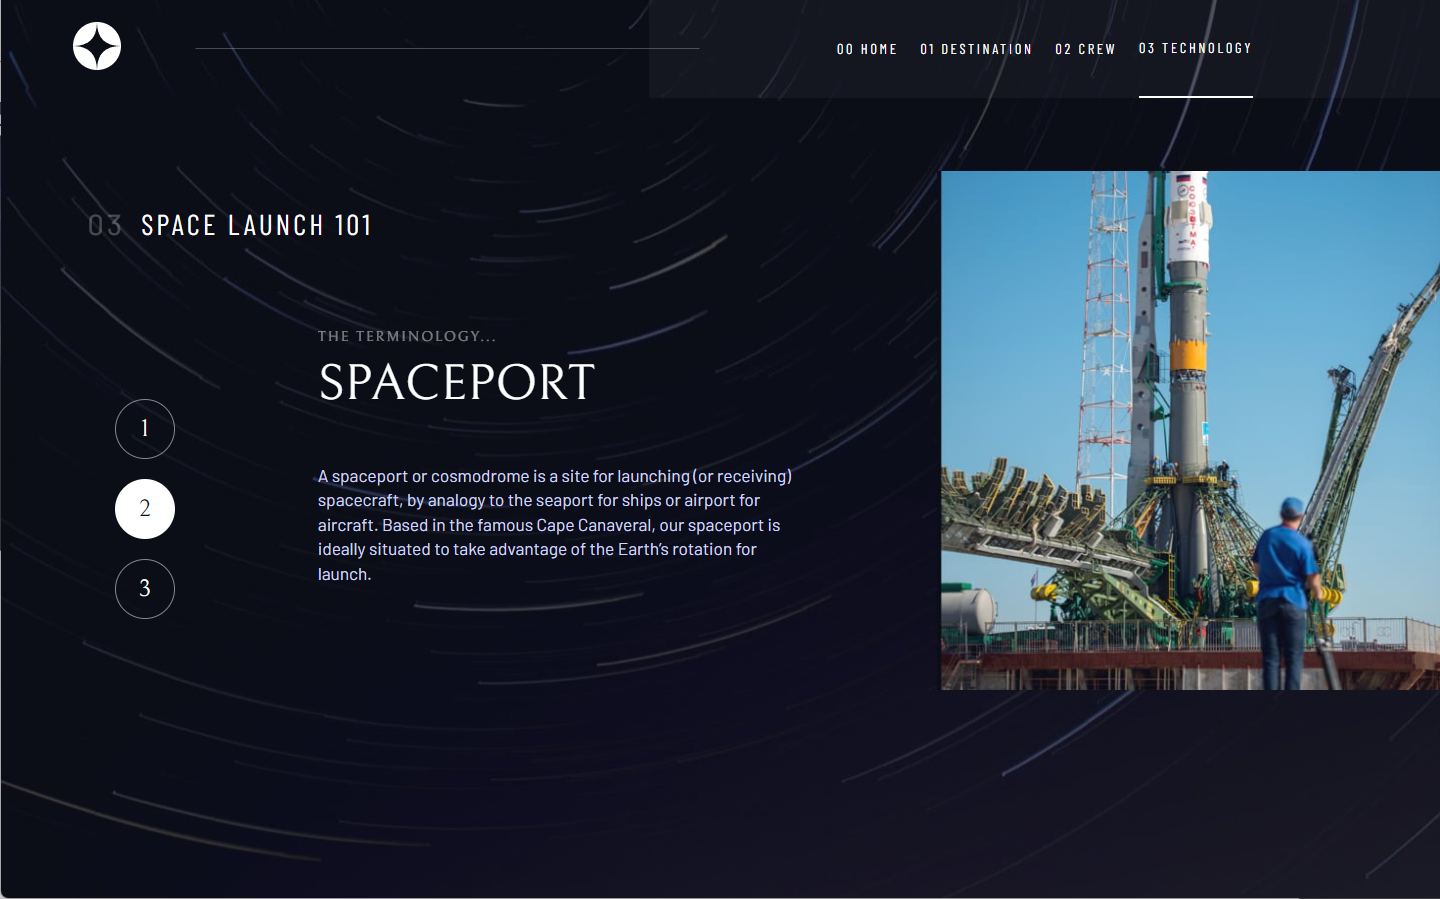 00 HOME 01 DESTINATION 02 CREW 03 TECHNOLOGY
03 SPACE LAUNCH 101
THE TERMINOLOGY...
SPACEPORT
1
2
3
A spaceport or cosmodrome is a site for launching (or receiving)
spacecraft, by analogy to the seaport for ships or airport for
aircraft. Based in the famous Cape Canaveral, our spaceport is
ideally situated to take advantage of the Earth’s rotation for
launch.